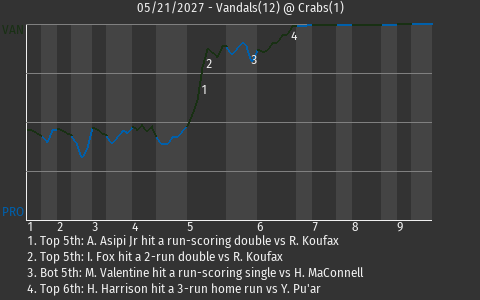 05/21/2027 - Vandals(12) @ Crabs(1)
VAN
PRO
1
2
3
4
1 2 3 4 5 6 7 8 9
1. Top 5th: A. Asipi Jr hit a run-scoring double vs R. Koufax
2. Top 5th: I. Fox hit a 2-run double vs R. Koufax
3. Bot 5th: M. Valentine hit a run-scoring single vs H. MaConnell
4. Top 6th: H. Harrison hit a 3-run home run vs Y. Pu'ar